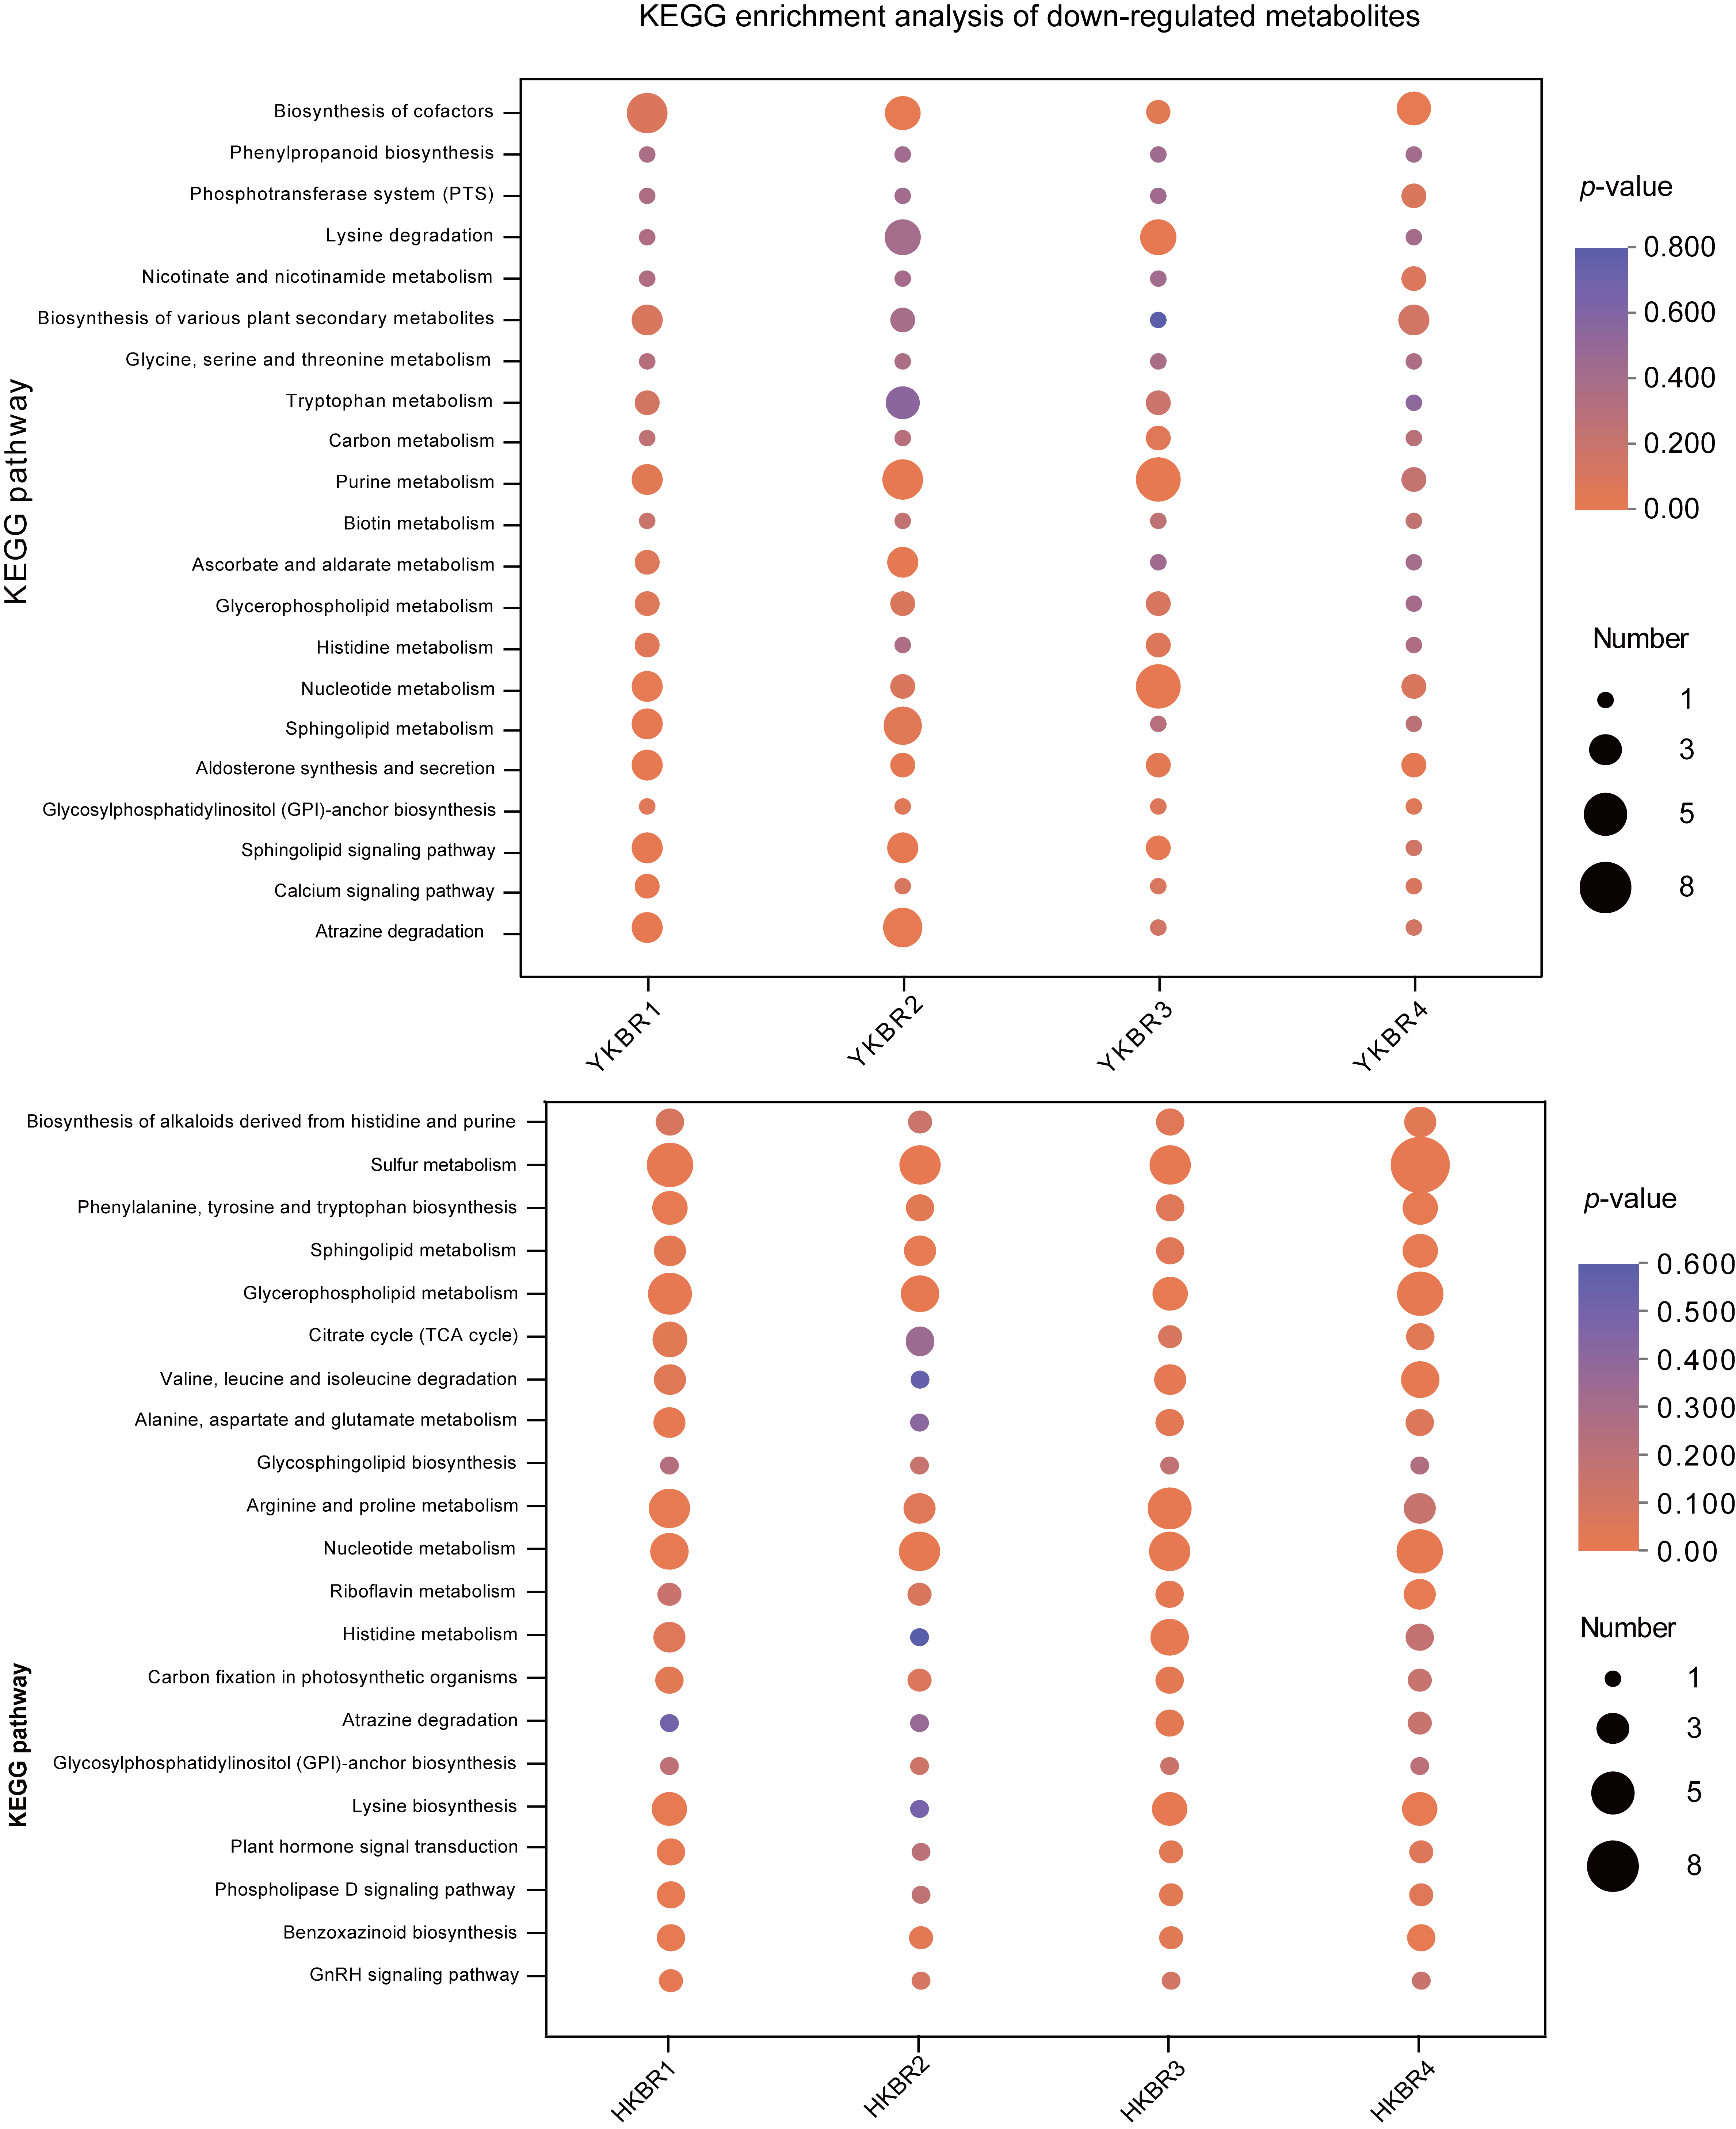 KEGG enrichment analysis of down-regulated metabolites
KEGG pathway
Biosynthesis of cofactors
Phenylpropanoid biosynthesis
Phosphotransferase system (PTS)
Lysine degradation
Nicotinate and nicotinamide metabolism
Biosynthesis of various plant secondary metabolites
Glycine, serine and threonine metabolism
Tryptophan metabolism
Carbon metabolism
Purine metabolism
Biotin metabolism
Ascorbate and aldarate metabolism
Glycerophospholipid metabolism
Histidine metabolism
Nucleotide metabolism
Sphingolipid metabolism
Aldosterone synthesis and secretion
Glycosylphosphatidylinositol (GPI)-anchor biosynthesis
Sphingolipid signaling pathway
Calcium signaling pathway
Atrazine degradation
YKBR1
YKBR2
YKBR3
YKBR4
p-value
0.800
0.600
0.400
0.200
0.00
Number
1
3
5
8
KEGG pathway
Biosynthesis of alkaloids derived from histidine and purine
Sulfur metabolism
Phenylalanine, tyrosine and tryptophan biosynthesis
Sphingolipid metabolism
Glycerophospholipid metabolism
Citrate cycle (TCA cycle)
Valine, leucine and isoleucine degradation
Alanine, aspartate and glutamate metabolism
Glycosphingolipid biosynthesis
Arginine and proline metabolism
Nucleotide metabolism
Riboflavin metabolism
Histidine metabolism
Carbon fixation in photosynthetic organisms
Atrazine degradation
Glycosylphosphatidylinositol (GPI)-anchor biosynthesis
Lysine biosynthesis
Plant hormone signal transduction
Phospholipase D signaling pathway
Benzoxazinoid biosynthesis
GnRH signaling pathway
HKBR1
HKBR2
HKBR3
HKBR4
p-value
0.600
0.500
0.400
0.300
0.200
0.100
0.00
Number
1
3
5
8